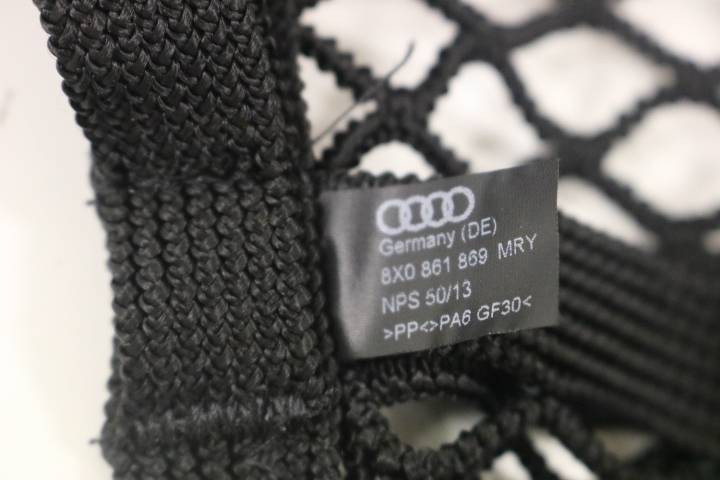 Germany (DE)
8X0 861 869 MRY
NPS 50/13
>PP<>PA6 GF30<